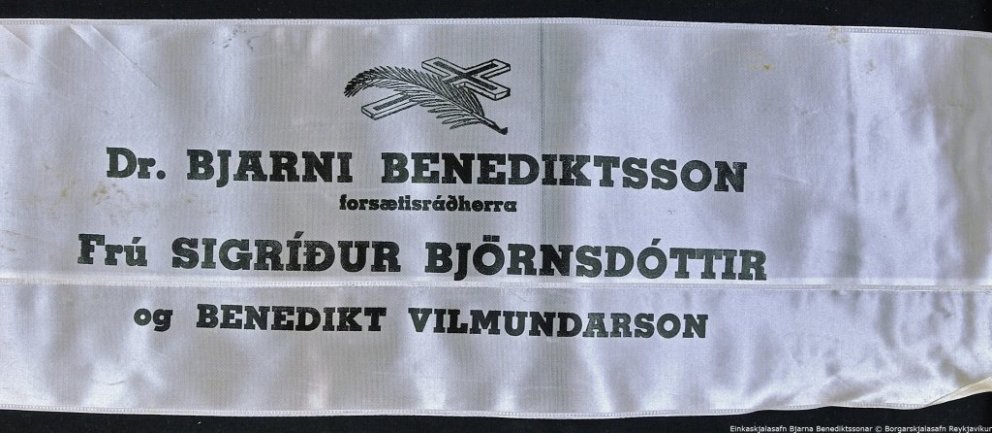 Dr. BJARNI BENEDIKTSSON
forsætisráðherra
Frú SIGRÍÐUR BJÖRNSDÓTTIR
og BENEDIKT VILMUNDARSON
Einkaskjalasafn Bjarna Benediktssonar © Borgarskjalasafn Reykjavíkur